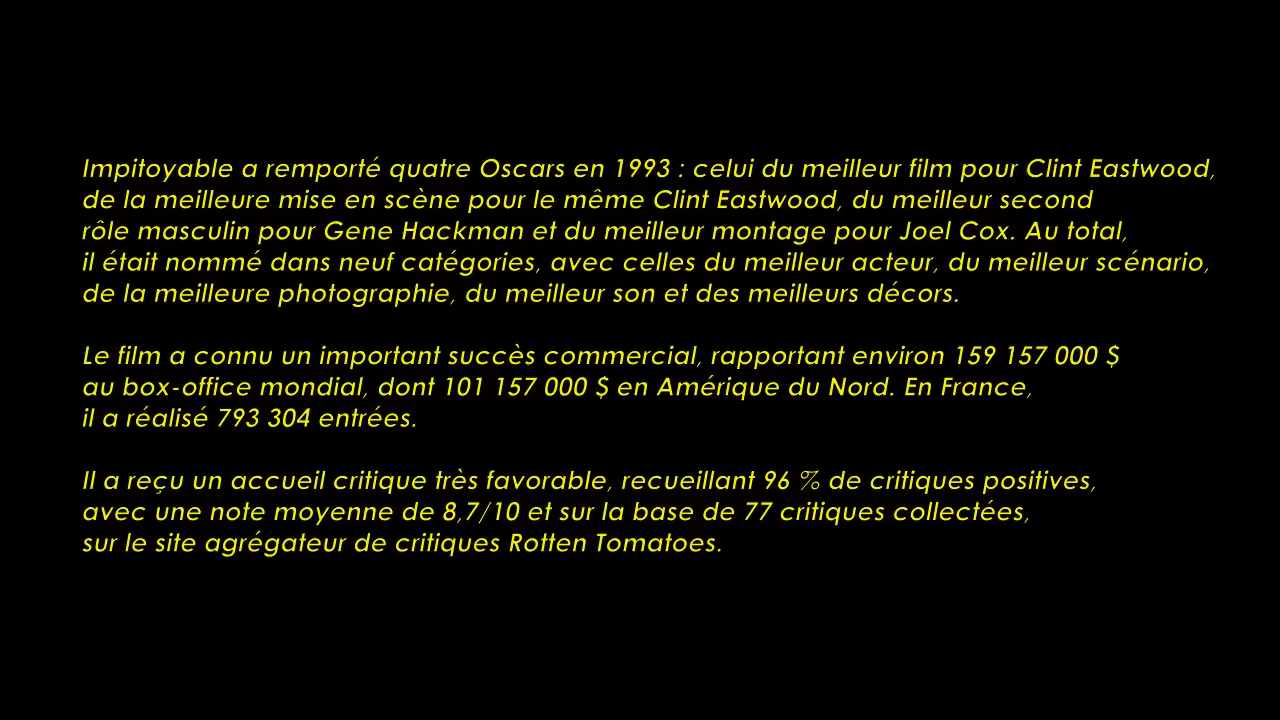 Impitoyable a remporté quatre Oscars en 1993 : celui du meilleur film pour Clint Eastwood,
de la meilleure mise en scène pour le même Clint Eastwood, du meilleur second
rôle masculin pour Gene Hackman et du meilleur montage pour Joel Cox. Au total,
il était nommé dans neuf catégories, avec celles du meilleur acteur, du meilleur scénario,
de la meilleure photographie, du meilleur son et des meilleurs décors.
Le film a connu un important succès commercial, rapportant environ 159 157 000 $
au box-office mondial, dont 101 157 000 $ en Amérique du Nord. En France,
il a réalisé 793 304 entrées.
Il a reçu un accueil critique très favorable, recueillant 96 % de critiques positives,
avec une note moyenne de 8,7/10 et sur la base de 77 critiques collectées,
sur le site agrégateur de critiques Rotten Tomatoes.